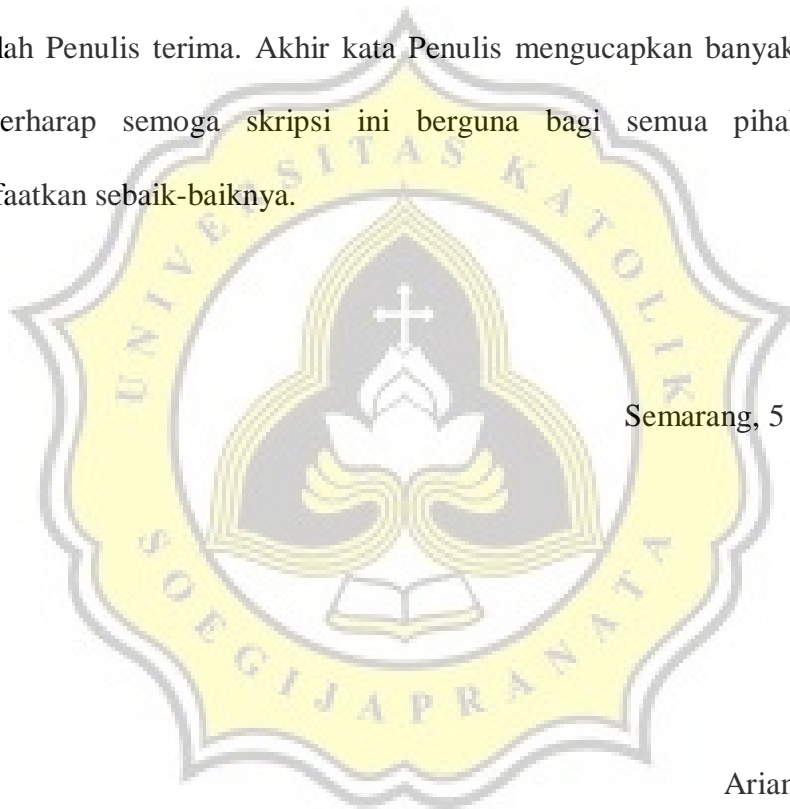 lah Penulis terima. Akhir kata Penulis mengucapkan banyak
erharap semoga skripsi ini berguna bagi semua piha
faatkan sebaik-baiknya.
UNIVERSITAS KATOLIK
Semarang, 5
SOEGIJAPRANATA
Arian